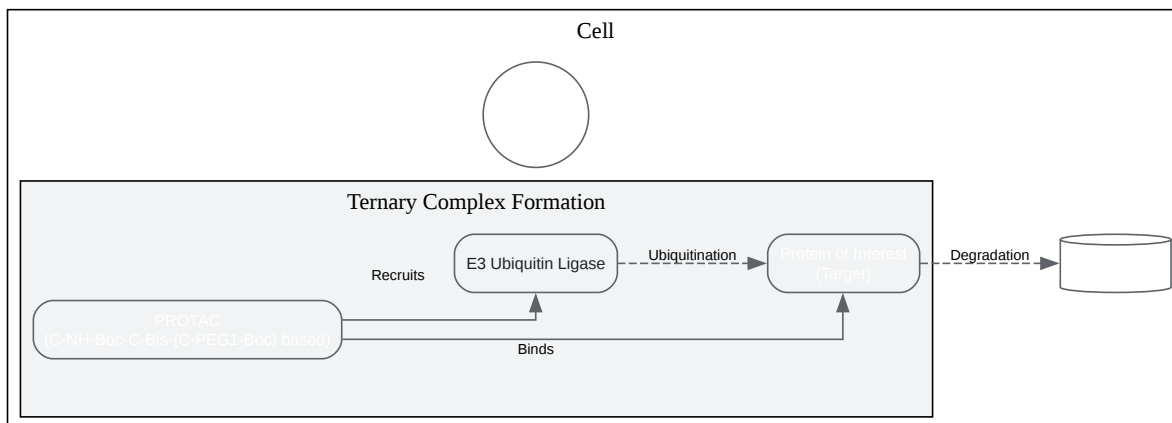 Cell
Ternary Complex Formation
E3 Ubiquitin Ligase
Ubiquitination
Protein of Interest
(Target)
Degradation
Recruits
PROTAC
(C-NH-Boc-C-Bis-(C-PEG1-Boc) based)
Binds